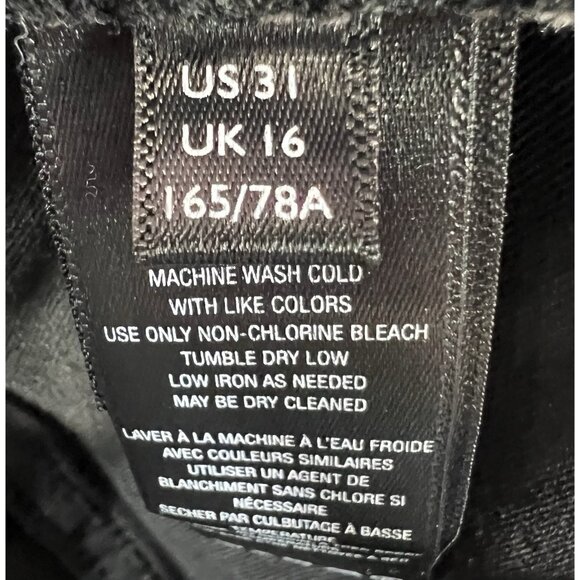 US 31
UK 16
165/78A
MACHINE WASH COLD
WITH LIKE COLORS
USE ONLY NON-CHLORINE BLEACH
TUMBLE DRY LOW
LOW IRON AS NEEDED
MAY BE DRY CLEANED
LAVER À LA MACHINE À L'EAU FROIDE
AVEC COULEURS SIMILAIRES
UTILISER UN AGENT DE
BLANCHIMENT SANS CHLORE SI
NÉCESSAIRE
SECHER PAR CULBUTAGE À BASSE
TEMPERATURE